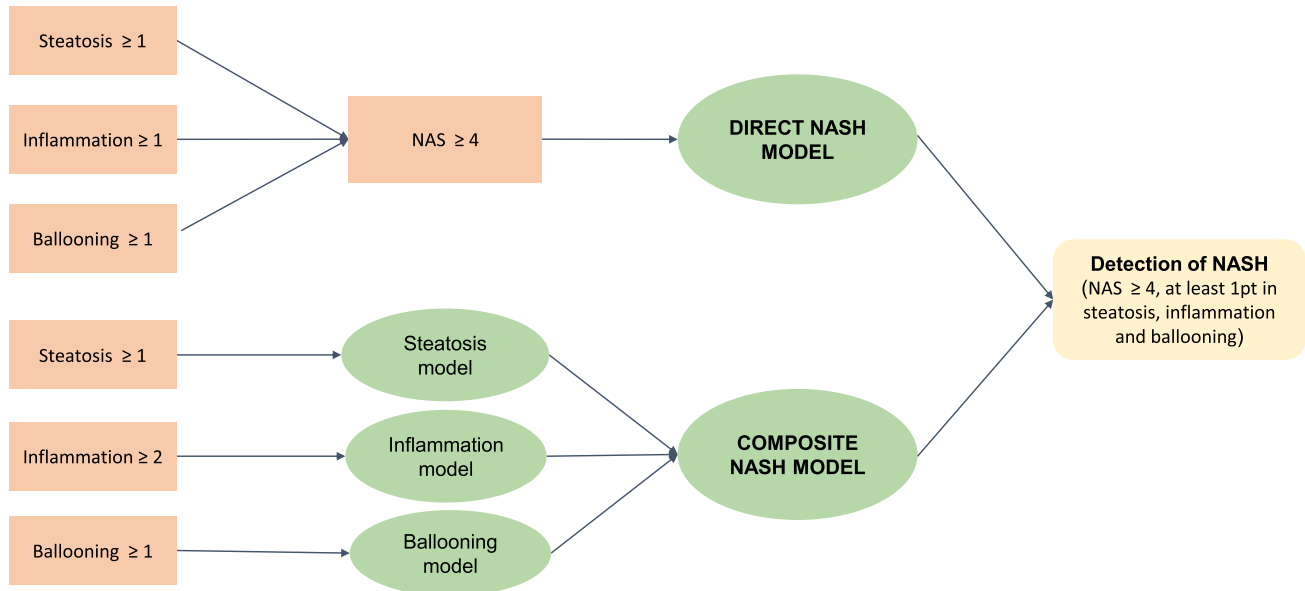 Steatosis ≥ 1
Inflammation ≥ 1
Ballooning ≥ 1
NAS ≥ 4
DIRECT NASH
MODEL
Steatosis ≥ 1
Inflammation ≥ 2
Ballooning ≥ 1
Steatosis
model
Inflammation
model
Ballooning
model
COMPOSITE
NASH MODEL
Detection of NASH
(NAS ≥ 4, at least 1pt in
steatosis, inflammation
and ballooning)